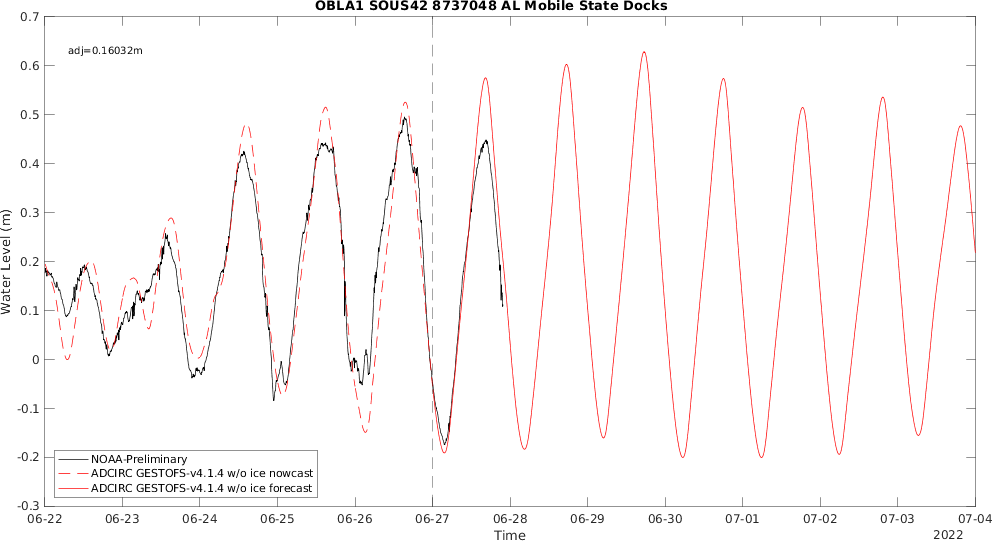 OBLA1 SOUS42 8737048 AL Mobile State Docks
adj=0.16032m
Water Level (m)
0.7
0.6
0.5
0.4
0.3
0.2
0.1
0
-0.1
-0.2
-0.3
NOAA-Preliminary
ADCIRC GESTOFS-v4.1.4 w/o ice nowcast
ADCIRC GESTOFS-v4.1.4 w/o ice forecast
06-22 06-23 06-24 06-25 06-26 06-27 06-28 06-29 06-30 07-01 07-02 07-03 07-04
Time
2022